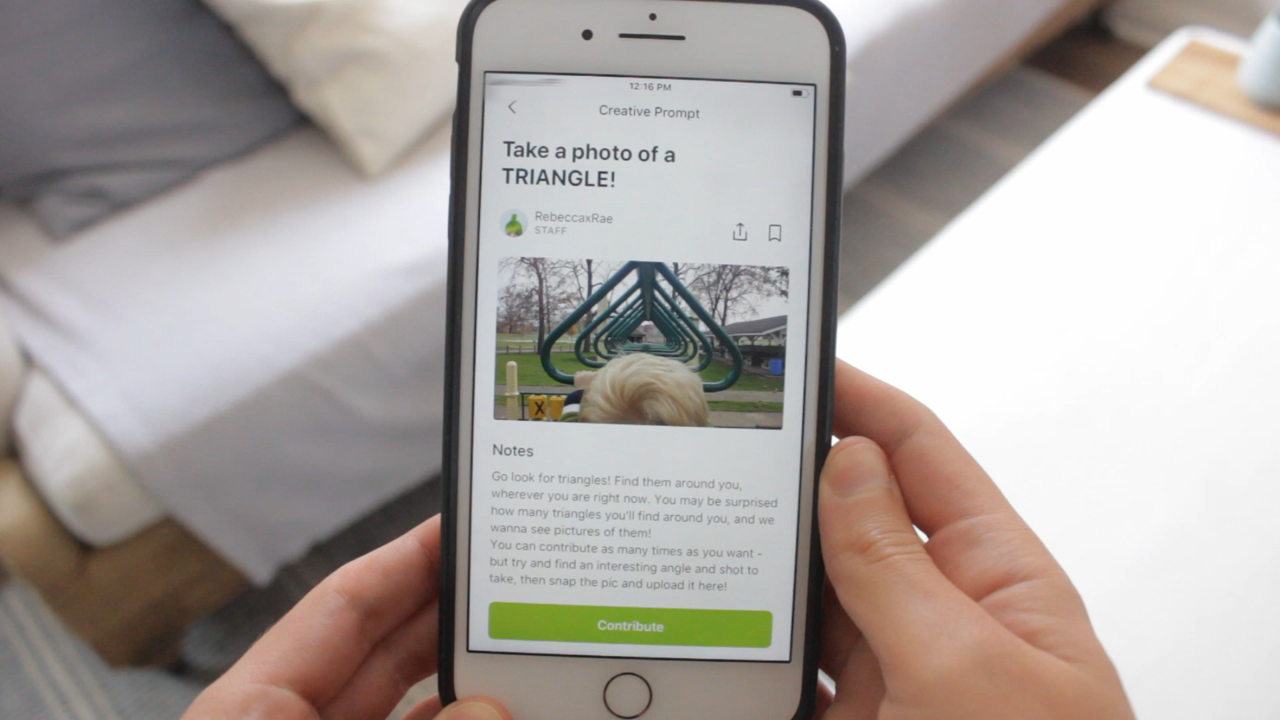 12:16 PM
Creative Prompt
Take a photo of a
TRIANGLE!
RebeccaxRae
STAFF
X
Notes
Go look for triangles! Find them around you,
wherever you are right now. You may be surprised
how many triangles you'll find around you, and we
wanna see pictures of them!
You can contribute as many times as you want -
but try and find an interesting angle and shot to
take, then snap the pic and upload it here!
Contribute